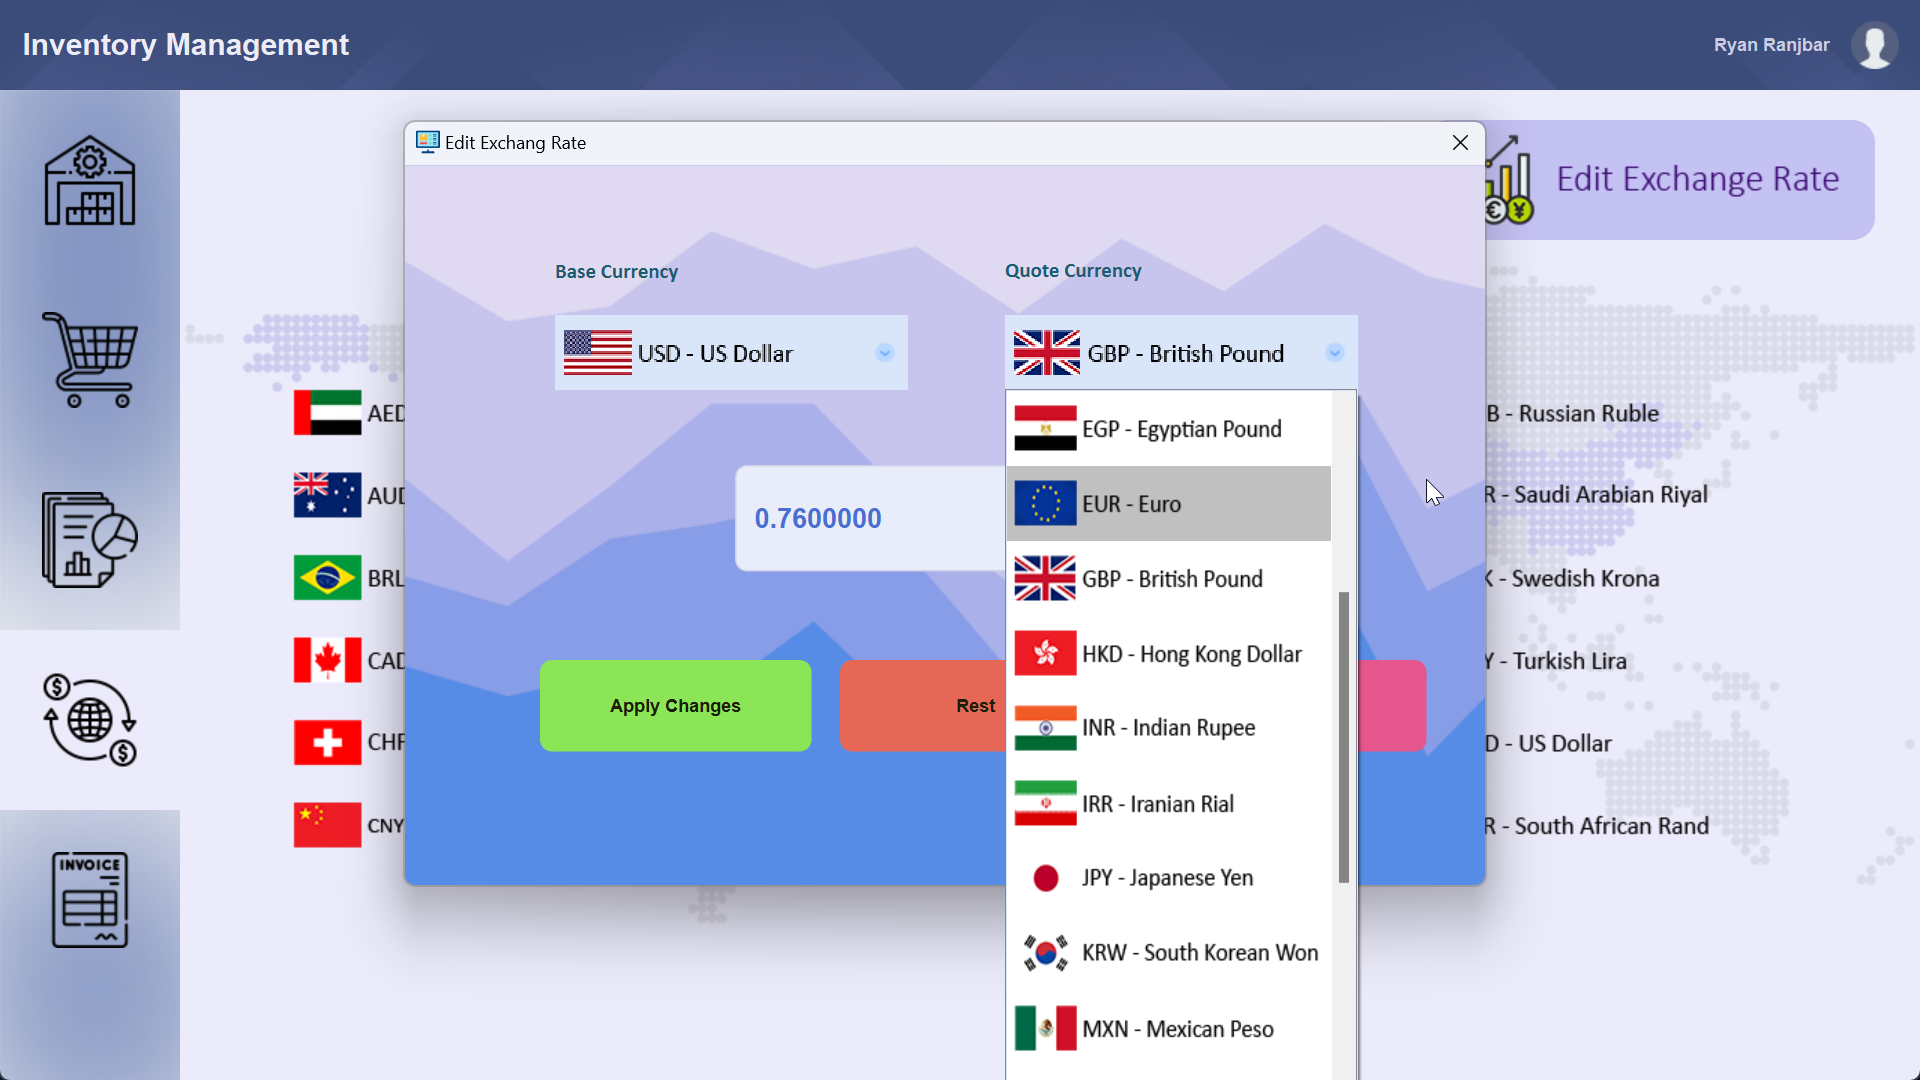 Inventory Management
Ryan Ranjbar
Edit Exchang Rate
Edit Exchange Rate
Base Currency
Quote Currency
USD - US Dollar
GBP - British Pound
AED
AUD
BRL
CAD
CHF
CNY
0.7600000
EGP - Egyptian Pound
EUR - Euro
GBP - British Pound
HKD - Hong Kong Dollar
INR - Indian Rupee
IRR - Iranian Rial
JPY - Japanese Yen
KRW - South Korean Won
MXN - Mexican Peso
Apply Changes
Rest
B - Russian Ruble
R - Saudi Arabian Riyal
K - Swedish Krona
Y - Turkish Lira
D - US Dollar
R - South African Rand
INVOICE